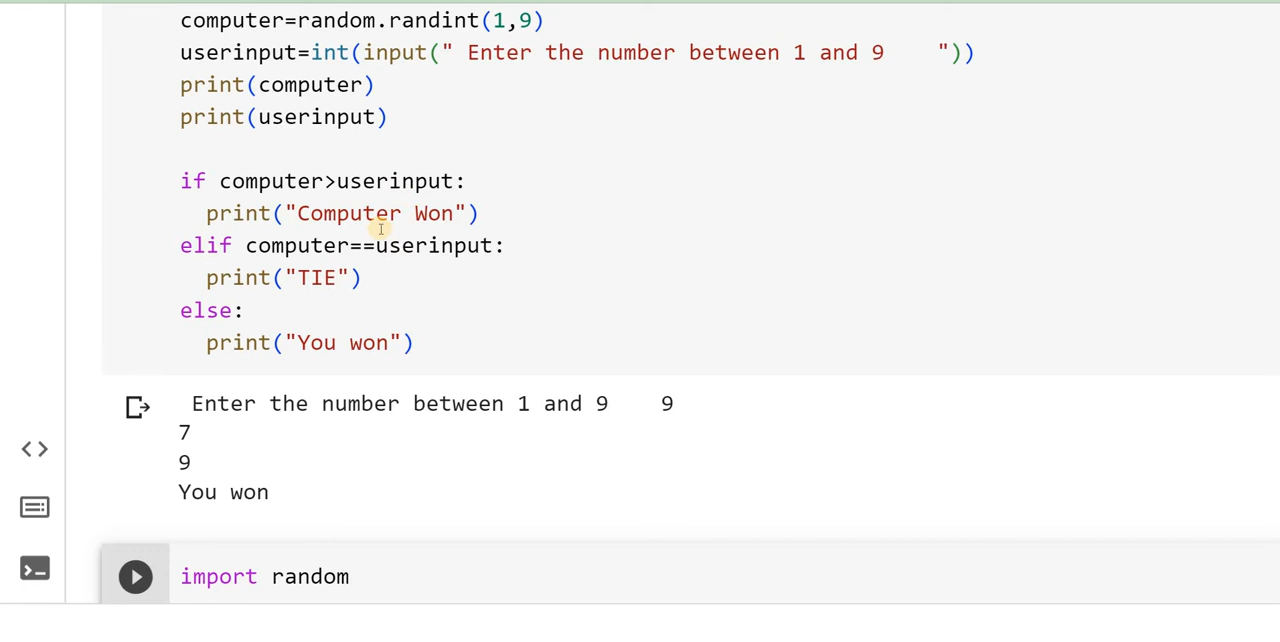 computer=random.randint(1,9)
userinput=int(input(" Enter the number between 1 and 9    "))
print(computer)
print(userinput)
if computer>userinput:
  print("Computer Won")
elif computer==userinput:
  print("TIE")
else:
  print("You won")
Enter the number between 1 and 9    9
7
9
You won
import random